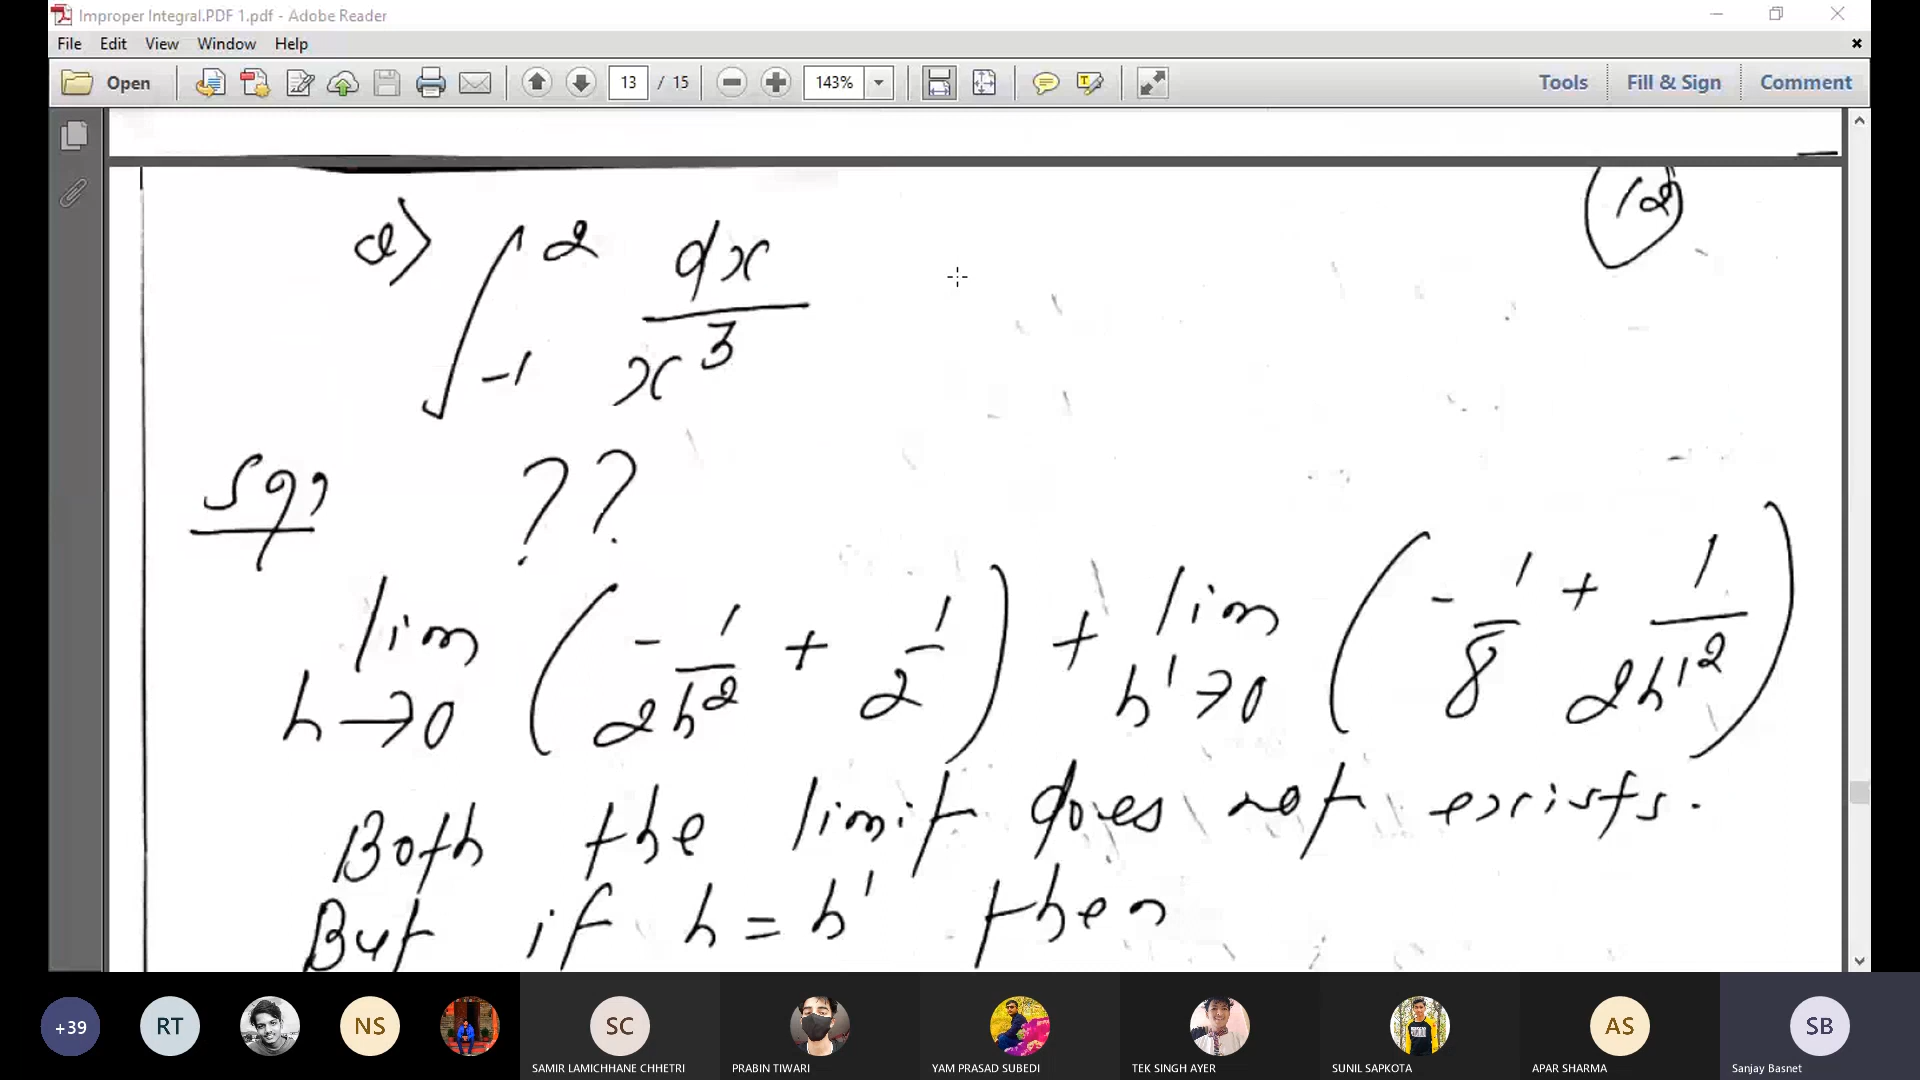 Improper Integral.PDF 1.pdf - Adobe Reader
File Edit View Window Help
Open 13 / 15 143% Tools Fill & Sign Comment
(12)
e) ∫_{-1}^{2} dx/x^3
Soln ??
lim h→0 (-1/2h^2 + 1/2) + lim h'→0 (-1/8 + 1/2h'^2)
Both the limit does not exists.
But if h = h' then
+39 RT NS SC AS SB
SAMIR LAMICHHANE CHHETRI PRABIN TIWARI YAM PRASAD SUBEDI TEK SINGH AYER SUNIL SAPKOTA APAR SHARMA Sanjay Basnet